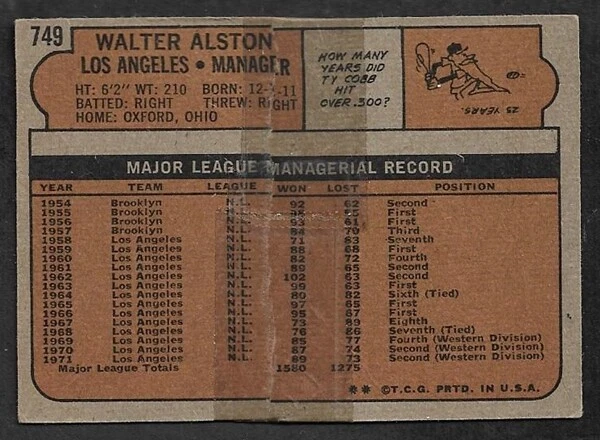 749
WALTER ALSTON
LOS ANGELES • MANAGER
HT: 6'2" WT: 210 BORN: 12-1-11
BATTED: RIGHT THREW: RIGHT
HOME: OXFORD, OHIO
HOW MANY
YEARS DID
TY COBB
HIT
OVER .300?
25 YEARS.
MAJOR LEAGUE MANAGERIAL RECORD
YEAR TEAM LEAGUE WON LOST POSITION
1954 Brooklyn N.L. 92 62 Second
1955 Brooklyn N.L. 98 55 First
1956 Brooklyn N.L. 93 61 First
1957 Brooklyn N.L. 84 70 Third
1958 Los Angeles N.L. 71 83 Seventh
1959 Los Angeles N.L. 88 68 First
1960 Los Angeles N.L. 82 72 Fourth
1961 Los Angeles N.L. 89 65 Second
1962 Los Angeles N.L. 102 63 Second
1963 Los Angeles N.L. 99 63 First
1964 Los Angeles N.L. 80 82 Sixth (Tied)
1965 Los Angeles N.L. 97 65 First
1966 Los Angeles N.L. 95 67 First
1967 Los Angeles N.L. 73 89 Eighth
1968 Los Angeles N.L. 76 86 Seventh (Tied)
1969 Los Angeles N.L. 85 77 Fourth (Western Division)
1970 Los Angeles N.L. 87 74 Second (Western Division)
1971 Los Angeles N.L. 89 73 Second (Western Division)
Major League Totals 1580 1275
** ©T.C.G. PRTD. IN U.S.A.